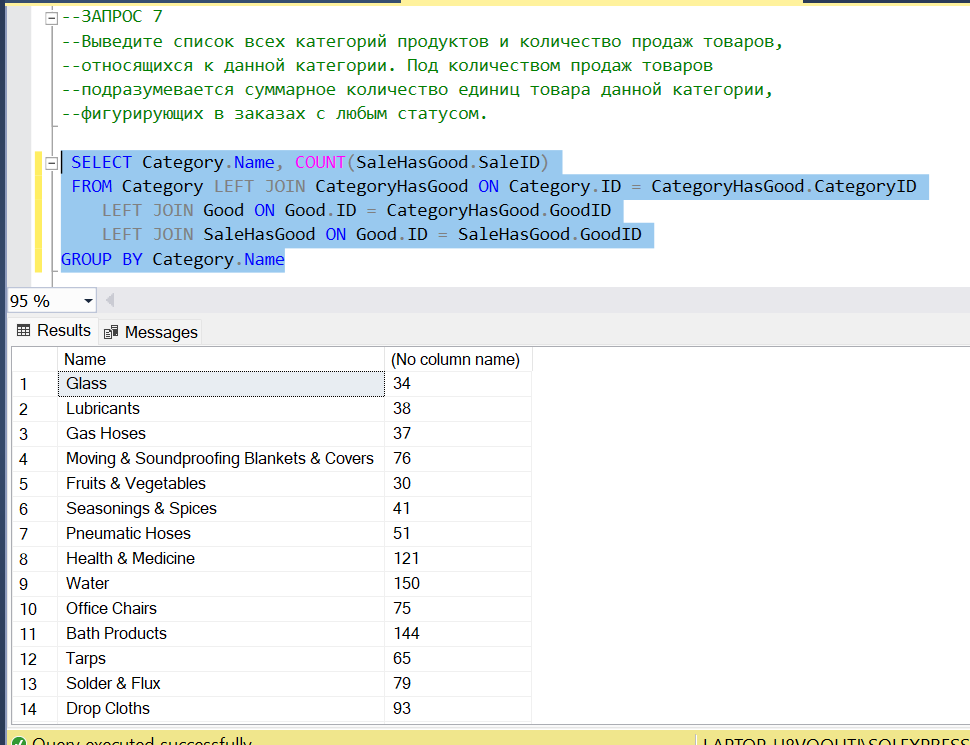 --ЗАПРОС 7
--Выведите список всех категорий продуктов и количество продаж товаров,
--относящихся к данной категории. Под количеством продаж товаров
--подразумевается суммарное количество единиц товара данной категории,
--фигурирующих в заказах с любым статусом.
SELECT Category.Name, COUNT(SaleHasGood.SaleID)
FROM Category LEFT JOIN CategoryHasGood ON Category.ID = CategoryHasGood.CategoryID
LEFT JOIN Good ON Good.ID = CategoryHasGood.GoodID
LEFT JOIN SaleHasGood ON Good.ID = SaleHasGood.GoodID
GROUP BY Category.Name
95 %
Results Messages
Name (No column name)
1 Glass 34
2 Lubricants 38
3 Gas Hoses 37
4 Moving & Soundproofing Blankets & Covers 76
5 Fruits & Vegetables 30
6 Seasonings & Spices 41
7 Pneumatic Hoses 51
8 Health & Medicine 121
9 Water 150
10 Office Chairs 75
11 Bath Products 144
12 Tarps 65
13 Solder & Flux 79
14 Drop Cloths 93
Query executed successfully